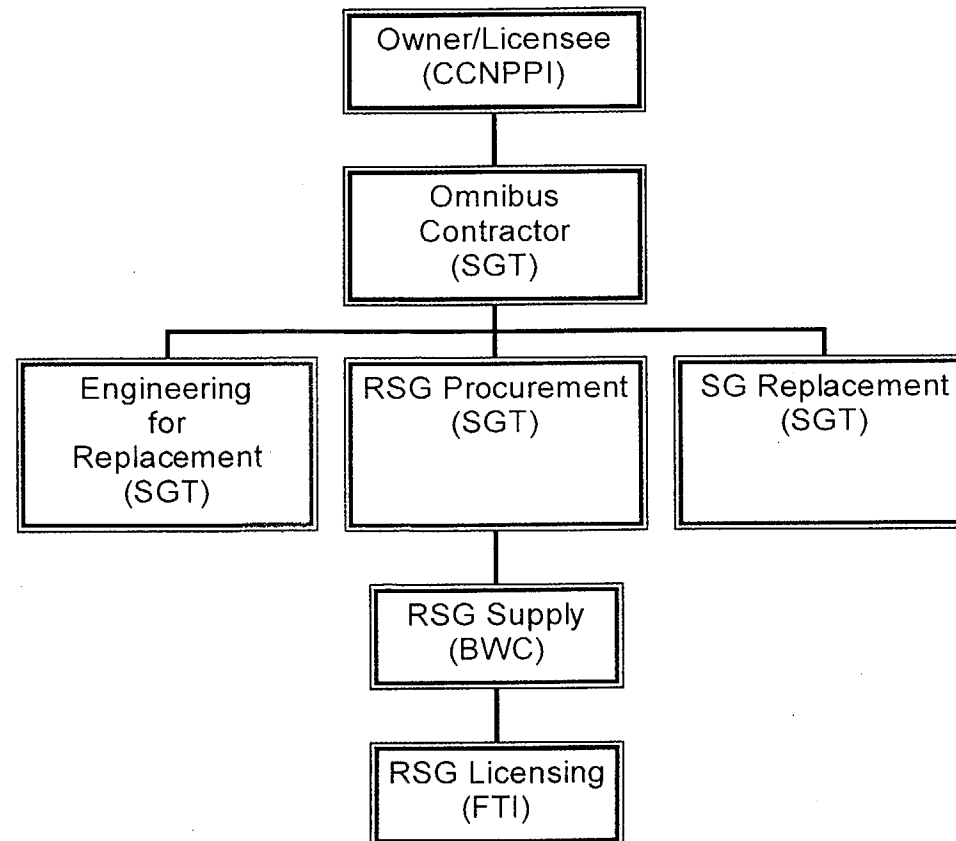 Owner/Licensee
(CCNPPI)
Omnibus
Contractor
(SGT)
Engineering
for
Replacement
(SGT)
RSG Procurement
(SGT)
SG Replacement
(SGT)
RSG Supply
(BWC)
RSG Licensing
(FTI)